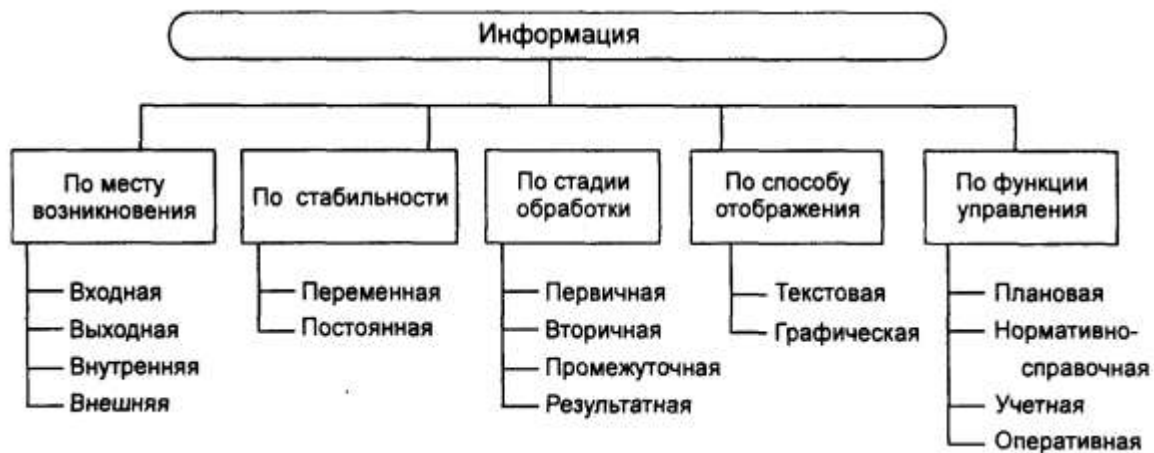 Информация
По месту
возникновения
Входная
Выходная
Внутренняя
Внешняя
По стабильности
Переменная
Постоянная
По стадии
обработки
Первичная
Вторичная
Промежуточная
Результатная
По способу
отображения
Текстовая
Графическая
По функции
управления
Плановая
Нормативно-
справочная
Учетная
Оперативная